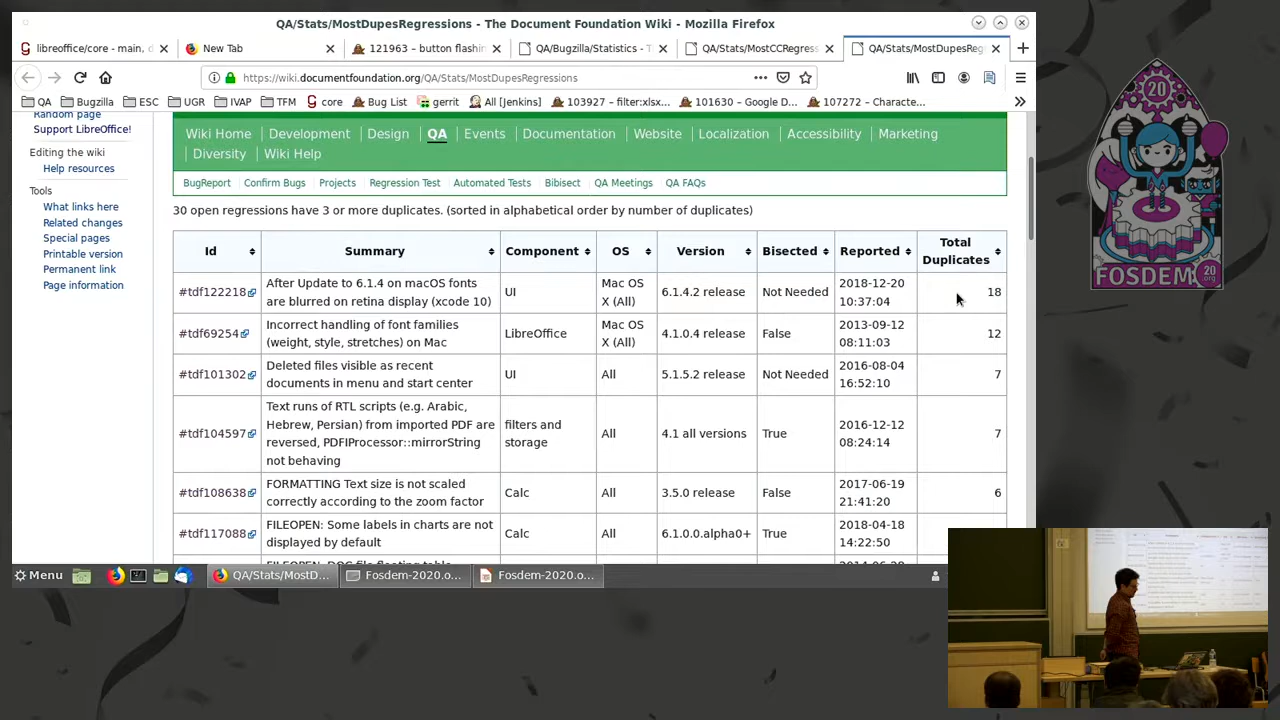 QA/Stats/MostDupesRegressions - The Document Foundation Wiki - Mozilla Firefox
libreoffice/core - main, d
New Tab
121963 – button flashin
QA/Bugzilla/Statistics - T
QA/Stats/MostCCRegress
QA/Stats/MostDupesReg
https://wiki.documentfoundation.org/QA/Stats/MostDupesRegressions
QA
Bugzilla
ESC
UGR
IVAP
TFM
core
Bug List
gerrit
All [Jenkins]
103927 – filter:xlsx...
101630 – Google D...
107272 – Characte...
Random page
Support LibreOffice!
Editing the wiki
Help resources
Tools
What links here
Related changes
Special pages
Printable version
Permanent link
Page information
Wiki Home Development Design QA Events Documentation Website Localization Accessibility Marketing
Diversity Wiki Help
BugReport Confirm Bugs Projects Regression Test Automated Tests Bibisect QA Meetings QA FAQs
30 open regressions have 3 or more duplicates. (sorted in alphabetical order by number of duplicates)
Id Summary Component OS Version Bisected Reported Total
Duplicates
#tdf122218 After Update to 6.1.4 on macOS fonts
are blurred on retina display (xcode 10) UI Mac OS
X (All) 6.1.4.2 release Not Needed 2018-12-20
10:37:04 18
#tdf69254 Incorrect handling of font families
(weight, style, stretches) on Mac LibreOffice Mac OS
X (All) 4.1.0.4 release False 2013-09-12
08:11:03 12
#tdf101302 Deleted files visible as recent
documents in menu and start center UI All 5.1.5.2 release Not Needed 2016-08-04
16:52:10 7
#tdf104597 Text runs of RTL scripts (e.g. Arabic,
Hebrew, Persian) from imported PDF are
reversed, PDFIProcessor::mirrorString
not behaving filters and
storage All 4.1 all versions True 2016-12-12
08:24:14 7
#tdf108638 FORMATTING Text size is not scaled
correctly according to the zoom factor Calc All 3.5.0 release False 2017-06-19
21:41:20 6
#tdf117088 FILEOPEN: Some labels in charts are not
displayed by default Calc All 6.1.0.0.alpha0+ True 2018-04-18
14:22:50
Menu
QA/Stats/MostD...
Fosdem-2020.o...
Fosdem-2020.o...
20
FOSDEM
20
.org